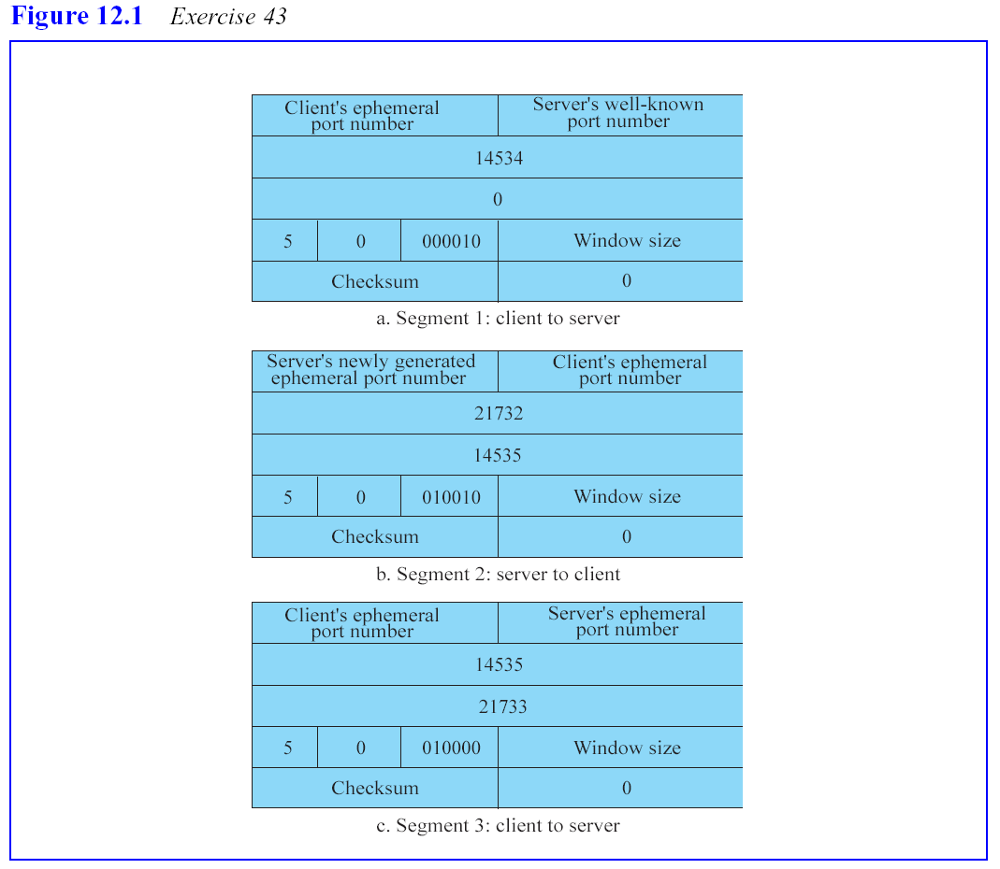 Figure 12.1 Exercise 43
Client's ephemeral
port number
Server's well-known
port number
14534
0
5 0 000010 Window size
Checksum 0
a. Segment 1: client to server
Server's newly generated
ephemeral port number
Client's ephemeral
port number
21732
14535
5 0 010010 Window size
Checksum 0
b. Segment 2: server to client
Client's ephemeral
port number
Server's ephemeral
port number
14535
21733
5 0 010000 Window size
Checksum 0
c. Segment 3: client to server